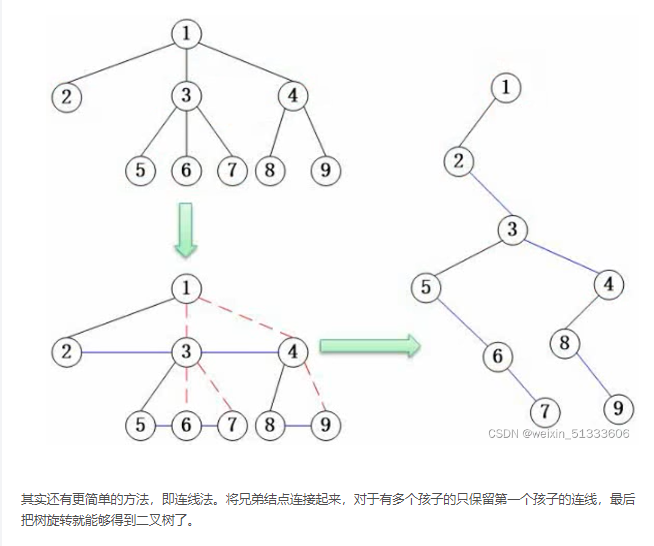 1
2 3 4
5 6 7 8 9
1
2 3 4
5 6 7 8 9
1
2
3
5 4
6 8
7 9
CSDN @weixin_51333606
其实还有更简单的方法，即连线法。将兄弟结点连接起来，对于有多个孩子的只保留第一个孩子的连线，最后
把树旋转就能够得到二叉树了。